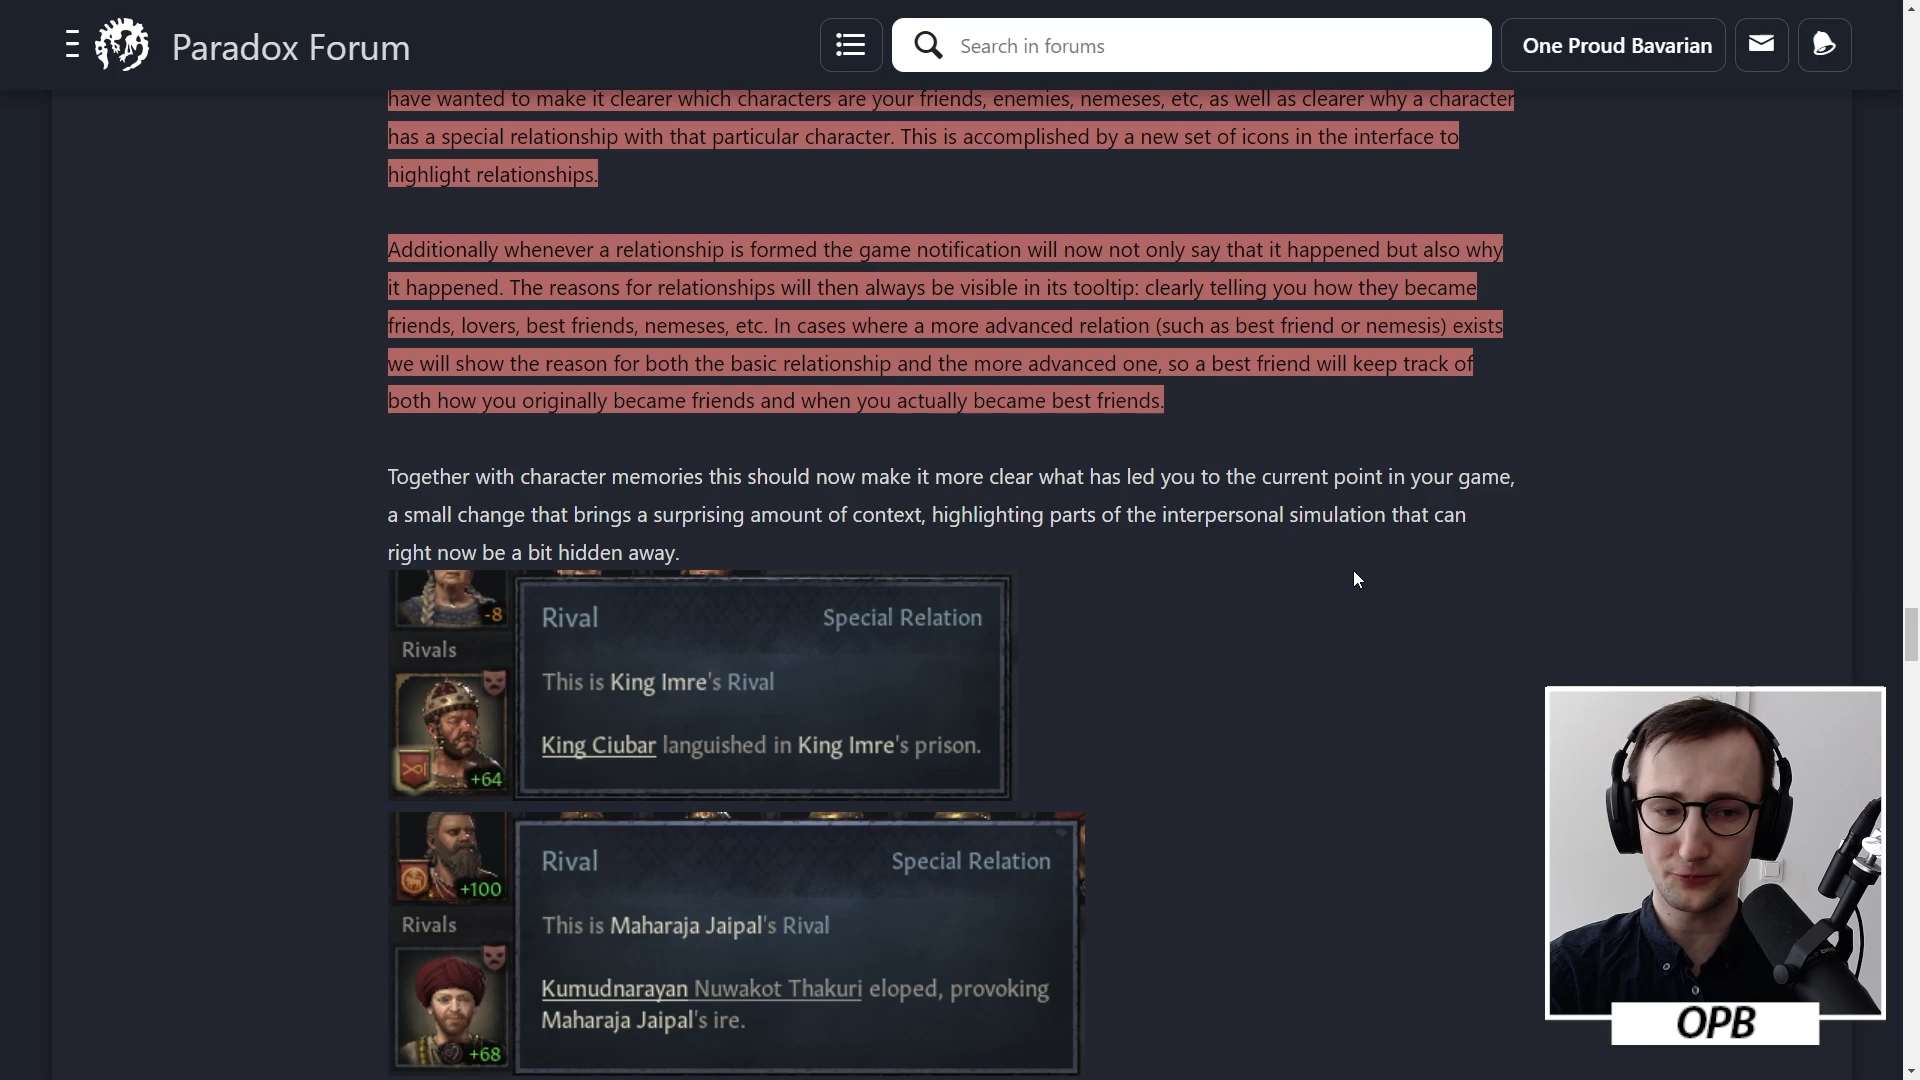 Paradox Forum
Search in forums
One Proud Bavarian
have wanted to make it clearer which characters are your friends, enemies, nemeses, etc, as well as clearer why a character
has a special relationship with that particular character. This is accomplished by a new set of icons in the interface to
highlight relationships.
Additionally whenever a relationship is formed the game notification will now not only say that it happened but also why
it happened. The reasons for relationships will then always be visible in its tooltip: clearly telling you how they became
friends, lovers, best friends, nemeses, etc. In cases where a more advanced relation (such as best friend or nemesis) exists
we will show the reason for both the basic relationship and the more advanced one, so a best friend will keep track of
both how you originally became friends and when you actually became best friends.
Together with character memories this should now make it more clear what has led you to the current point in your game,
a small change that brings a surprising amount of context, highlighting parts of the interpersonal simulation that can
right now be a bit hidden away.
-8
Rivals
+64
Rival
Special Relation
This is King Imre's Rival
King Ciubar languished in King Imre's prison.
+100
Rivals
+68
Rival
Special Relation
This is Maharaja Jaipal's Rival
Kumudnarayan Nuwakot Thakuri eloped, provoking
Maharaja Jaipal's ire.
OPB